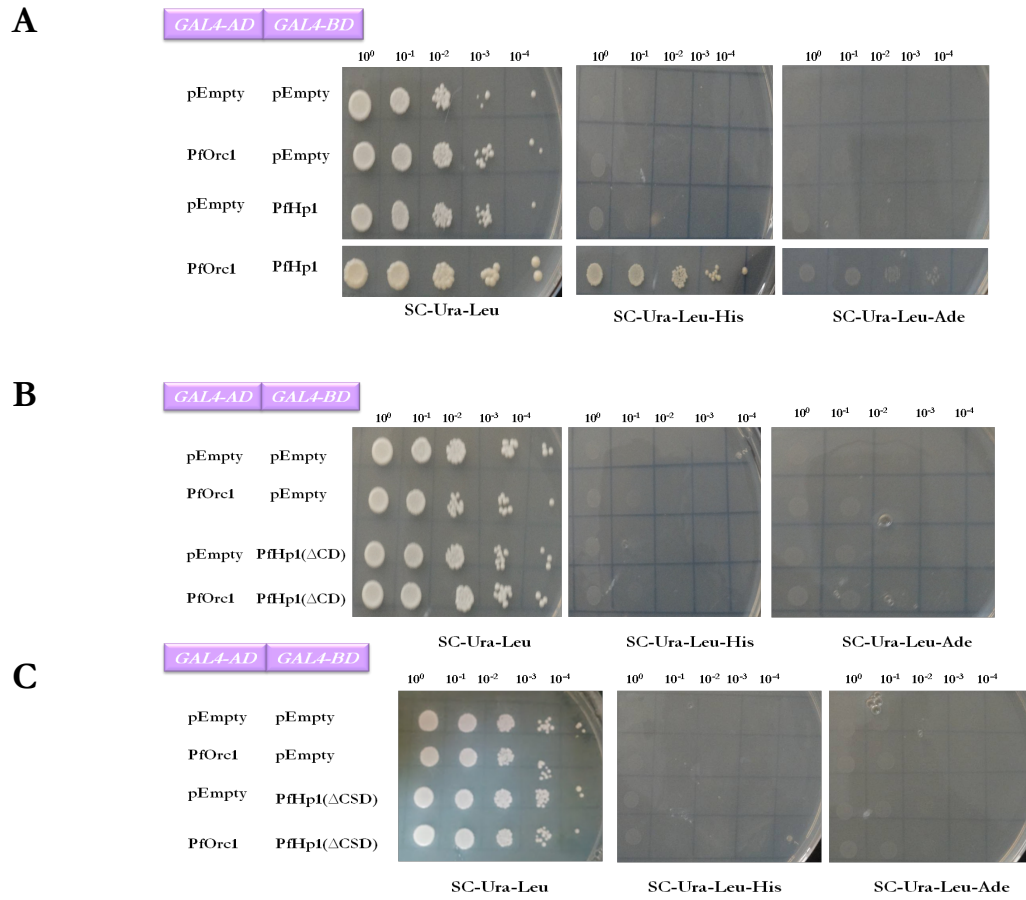 A
GAL4-AD GAL4-BD
10⁰ 10⁻¹ 10⁻² 10⁻³ 10⁻⁴ 10⁰ 10⁻¹ 10⁻² 10⁻³ 10⁻⁴ 10⁰ 10⁻¹ 10⁻² 10⁻³ 10⁻⁴
pEmpty pEmpty
PfOrc1 pEmpty
pEmpty PfHp1
PfOrc1 PfHp1
SC-Ura-Leu SC-Ura-Leu-His SC-Ura-Leu-Ade
B
GAL4-AD GAL4-BD
10⁰ 10⁻¹ 10⁻² 10⁻³ 10⁻⁴ 10⁰ 10⁻¹ 10⁻² 10⁻³ 10⁻⁴ 10⁰ 10⁻¹ 10⁻² 10⁻³ 10⁻⁴
pEmpty pEmpty
PfOrc1 pEmpty
pEmpty PfHp1(ΔCD)
PfOrc1 PfHp1(ΔCD)
SC-Ura-Leu SC-Ura-Leu-His SC-Ura-Leu-Ade
GAL4-AD GAL4-BD
C
10⁰ 10⁻¹ 10⁻² 10⁻³ 10⁻⁴ 10⁰ 10⁻¹ 10⁻² 10⁻³ 10⁻⁴ 10⁰ 10⁻¹ 10⁻² 10⁻³ 10⁻⁴
pEmpty pEmpty
PfOrc1 pEmpty
pEmpty PfHp1(ΔCSD)
PfOrc1 PfHp1(ΔCSD)
SC-Ura-Leu SC-Ura-Leu-His SC-Ura-Leu-Ade